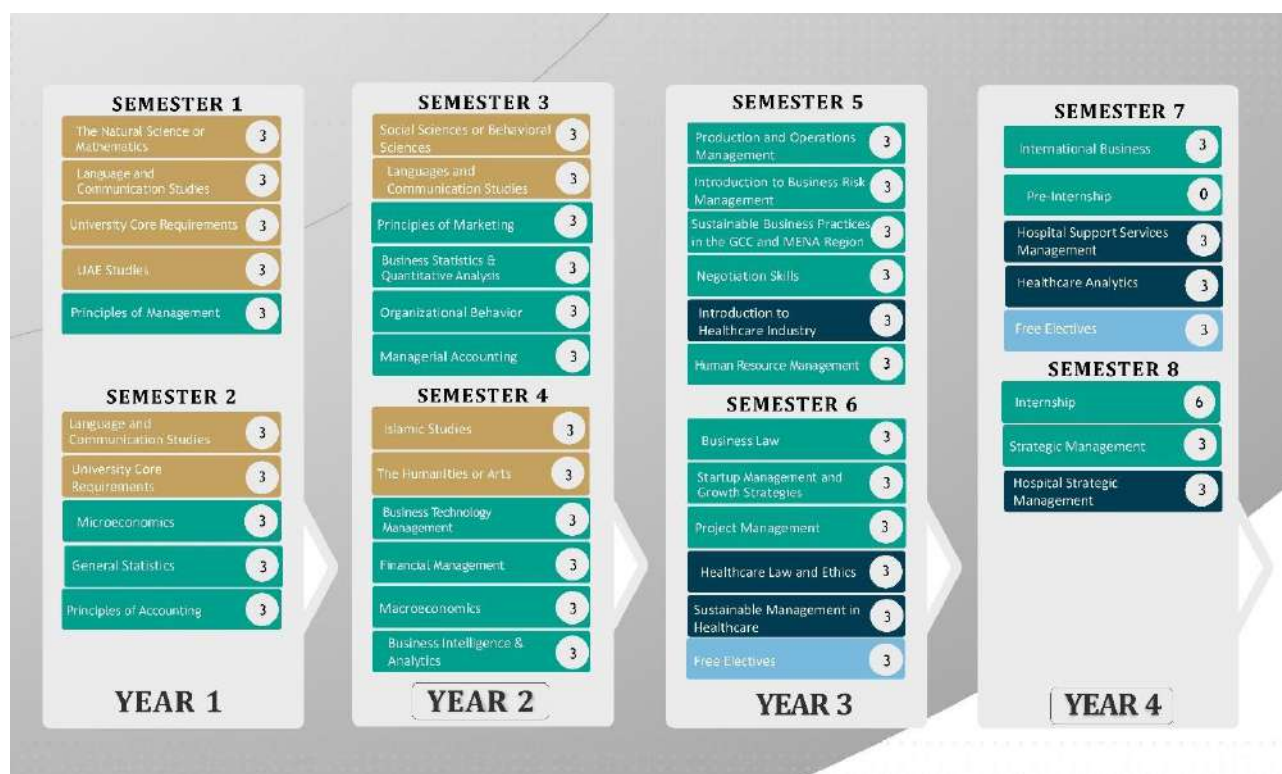 SEMESTER 1
The Natural Science or
Mathematics
3
Language and
Communication Studies
3
University Core Requirements
3
UAE Studies
3
Principles of Management
3
SEMESTER 2
Language and
Communication Studies
3
University Core
Requirements
3
Microeconomics
3
General Statistics
3
Principles of Accounting
3
YEAR 1
SEMESTER 3
Social Sciences or Behavioral
Sciences
3
Languages and
Communication Studies
3
Principles of Marketing
3
Business Statistics &
Quantitative Analysis
3
Organizational Behavior
3
Managerial Accounting
3
SEMESTER 4
Islamic Studies
3
The Humanities or Arts
3
Business Technology
Management
3
Financial Management
3
Macroeconomics
3
Business Intelligence &
Analytics
3
YEAR 2
SEMESTER 5
Production and Operations
Management
3
Introduction to Business Risk
Management
3
Sustainable Business Practices
in the GCC and MENA Region
3
Negotiation Skills
3
Introduction to
Healthcare Industry
3
Human Resource Management
3
SEMESTER 6
Business Law
3
Startup Management and
Growth Strategies
3
Project Management
3
Healthcare Law and Ethics
3
Sustainable Management in
Healthcare
3
Free Electives
3
YEAR 3
SEMESTER 7
International Business
3
Pre-Internship
0
Hospital Support Services
Management
3
Healthcare Analytics
3
Free Electives
3
SEMESTER 8
Internship
6
Strategic Management
3
Hospital Strategic
Management
3
YEAR 4